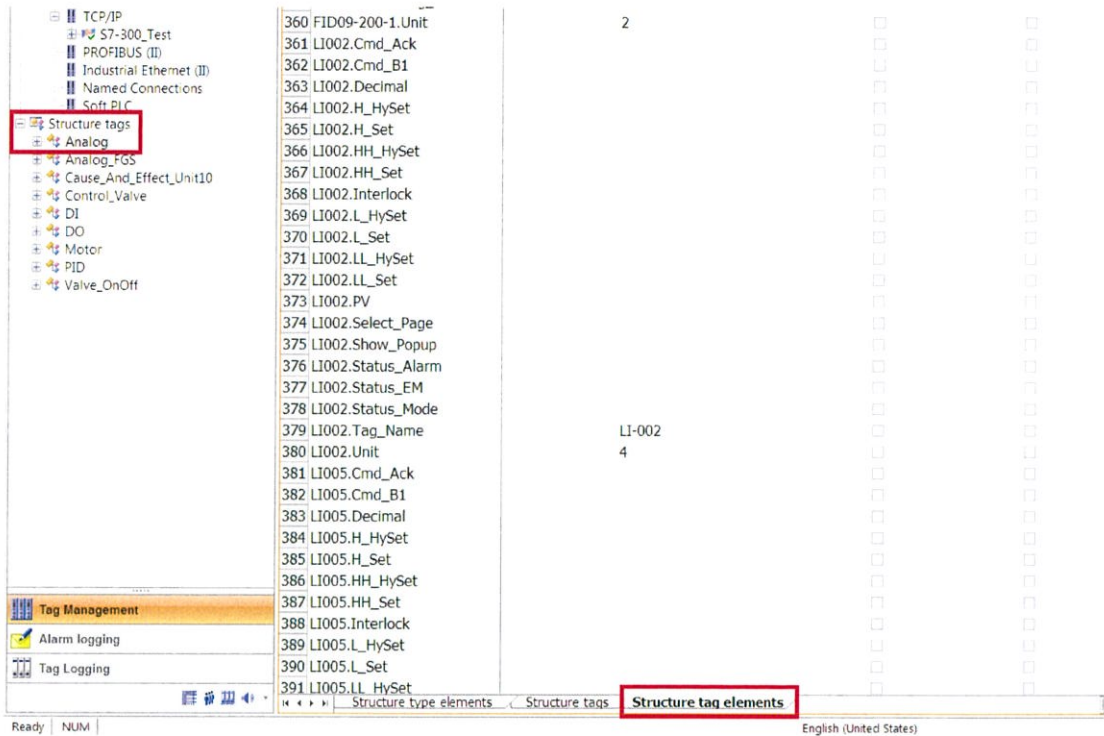 TCP/IP
S7-300_Test
PROFIBUS (II)
Industrial Ethernet (II)
Named Connections
Soft PLC
Structure tags
Analog
Analog_FGS
Cause_And_Effect_Unit10
Control_Valve
DI
DO
Motor
PID
Valve_OnOff
Tag Management
Alarm logging
Tag Logging
360 FID09-200-1.Unit 2
361 LI002.Cmd_Ack
362 LI002.Cmd_B1
363 LI002.Decimal
364 LI002.H_HySet
365 LI002.H_Set
366 LI002.HH_HySet
367 LI002.HH_Set
368 LI002.Interlock
369 LI002.L_HySet
370 LI002.L_Set
371 LI002.LL_HySet
372 LI002.LL_Set
373 LI002.PV
374 LI002.Select_Page
375 LI002.Show_Popup
376 LI002.Status_Alarm
377 LI002.Status_EM
378 LI002.Status_Mode
379 LI002.Tag_Name LI-002
380 LI002.Unit 4
381 LI005.Cmd_Ack
382 LI005.Cmd_B1
383 LI005.Decimal
384 LI005.H_HySet
385 LI005.H_Set
386 LI005.HH_HySet
387 LI005.HH_Set
388 LI005.Interlock
389 LI005.L_HySet
390 LI005.L_Set
391 LI005.LL_HySet
Structure type elements Structure tags Structure tag elements
Ready NUM English (United States)